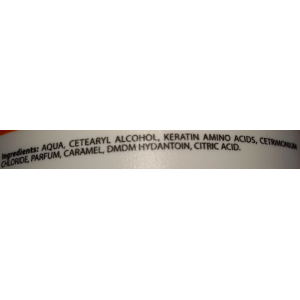 Ingredients: AQUA, CETEARYL ALCOHOL, KERATIN AMINO ACIDS, CETRIMONIUM
CHLORIDE, PARFUM, CARAMEL, DMDM HYDANTOIN, CITRIC ACID.